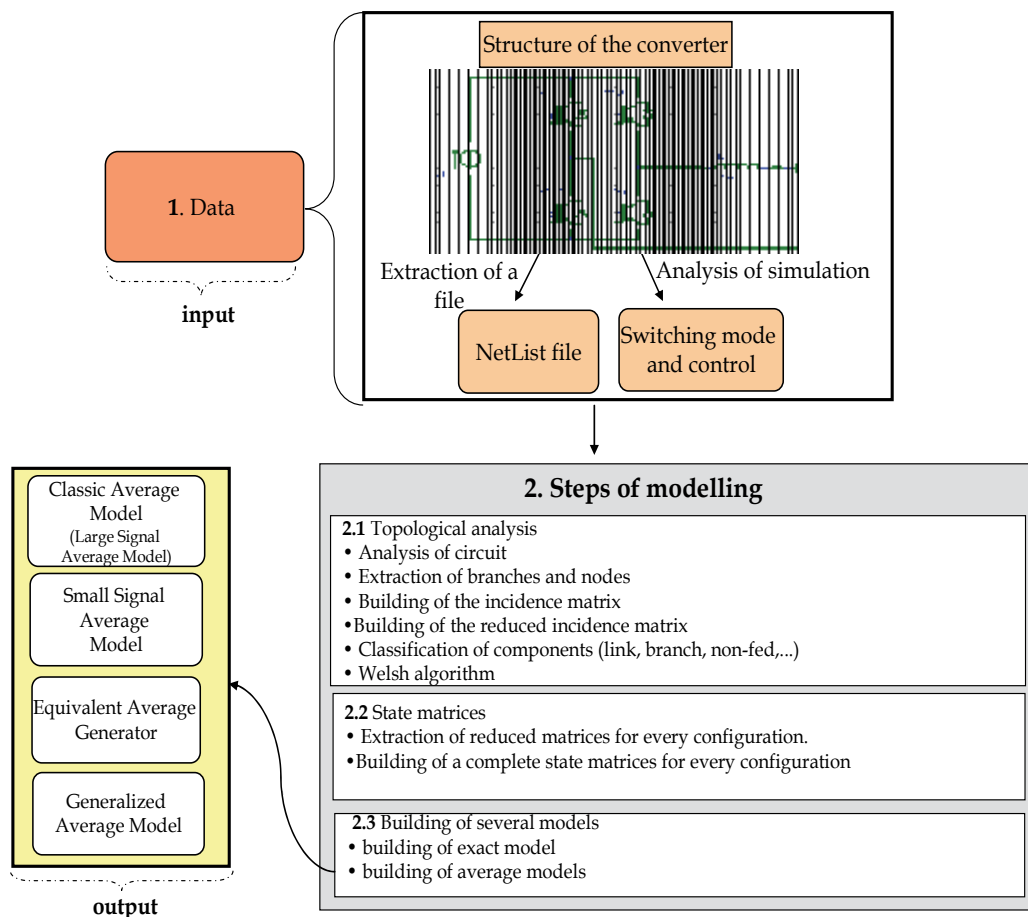 Structure of the converter
1. Data
input
Extraction of a
file
Analysis of simulation
NetList file
Switching mode
and control
2. Steps of modelling
2.1 Topological analysis
• Analysis of circuit
• Extraction of branches and nodes
• Building of the incidence matrix
•Building of the reduced incidence matrix
• Classification of components (link, branch, non-fed,...)
• Welsh algorithm
2.2 State matrices
• Extraction of reduced matrices for every configuration.
•Building of a complete state matrices for every configuration
2.3 Building of several models
• building of exact model
• building of average models
Classic Average
Model
(Large Signal
Average Model)
Small Signal
Average
Model
Equivalent Average
Generator
Generalized
Average Model
output